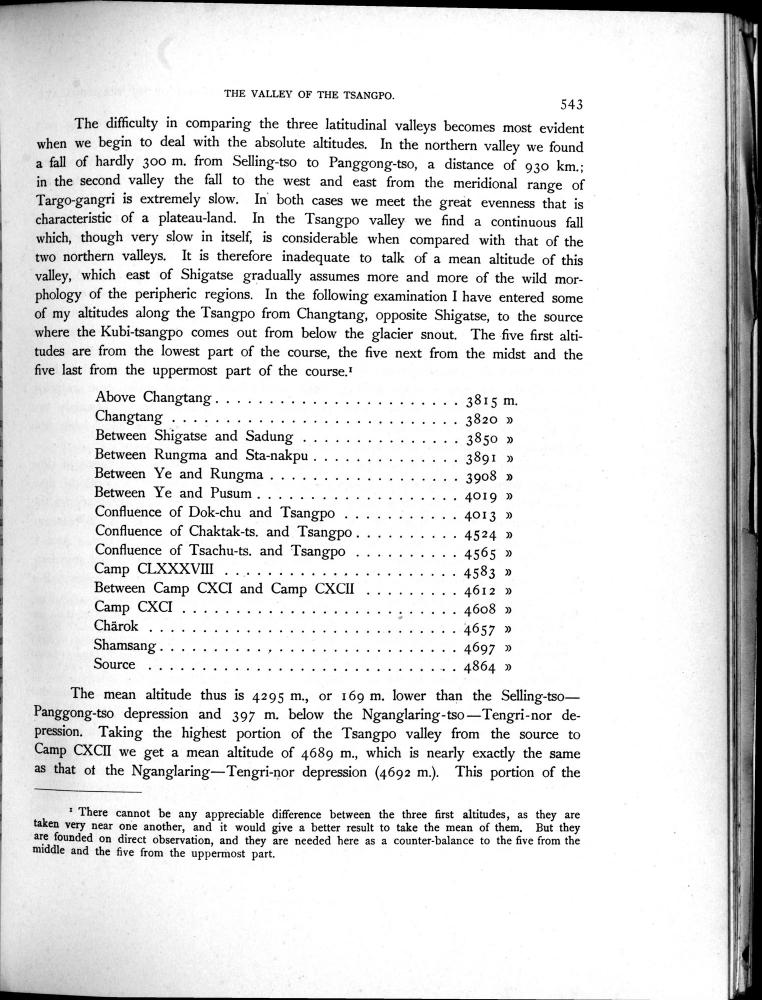 THE VALLEY OF THE TSANGPO.
543
The difficulty in comparing the three latitudinal valleys becomes most evident
when we begin to deal with the absolute altitudes. In the northern valley we found
a fall of hardly 300 m. from Selling-tso to Panggong-tso, a distance of 930 km.;
in the second valley the fall to the west and east from the meridional range of
Targo-gangri is extremely slow. In both cases we meet the great evenness that is
characteristic of a plateau-land. In the Tsangpo valley we find a continuous fall
which, though very slow in itself, is considerable when compared with that of the
two northern valleys. It is therefore inadequate to talk of a mean altitude of this
valley, which east of Shigatse gradually assumes more and more of the wild mor-
phology of the peripheric regions. In the following examination I have entered some
of my altitudes along the Tsangpo from Changtang, opposite Shigatse, to the source
where the Kubi-tsangpo comes out from below the glacier snout. The five first alti-
tudes are from the lowest part of the course, the five next from the midst and the
five last from the uppermost part of the course.¹
Above Changtang . . . . . . . . . . . . . . . . . . . . . . . 3815 m.
Changtang . . . . . . . . . . . . . . . . . . . . . . . . . . . 3820 »
Between Shigatse and Sadung . . . . . . . . . . . . . . . 3850 »
Between Rungma and Sta-nakpu . . . . . . . . . . . . . . 3891 »
Between Ye and Rungma . . . . . . . . . . . . . . . . . . 3908 »
Between Ye and Pusum . . . . . . . . . . . . . . . . . . . 4019 »
Confluence of Dok-chu and Tsangpo . . . . . . . . . . . 4013 »
Confluence of Chaktak-ts. and Tsangpo . . . . . . . . . . 4524 »
Confluence of Tsachu-ts. and Tsangpo . . . . . . . . . . 4565 »
Camp CLXXXVIII . . . . . . . . . . . . . . . . . . . . . . 4583 »
Between Camp CXCI and Camp CXCII . . . . . . . . . 4612 »
Camp CXCI . . . . . . . . . . . . . . . . . . . . . . . . . . 4608 »
Chärok . . . . . . . . . . . . . . . . . . . . . . . . . . . . . 4657 »
Shamsang . . . . . . . . . . . . . . . . . . . . . . . . . . . . 4697 »
Source . . . . . . . . . . . . . . . . . . . . . . . . . . . . . 4864 »
The mean altitude thus is 4295 m., or 169 m. lower than the Selling-tso—
Panggong-tso depression and 397 m. below the Nganglaring-tso—Tengri-nor de-
pression. Taking the highest portion of the Tsangpo valley from the source to
Camp CXCII we get a mean altitude of 4689 m., which is nearly exactly the same
as that of the Nganglaring—Tengri-nor depression (4692 m.). This portion of the
¹ There cannot be any appreciable difference between the three first altitudes, as they are
taken very near one another, and it would give a better result to take the mean of them. But they
are founded on direct observation, and they are needed here as a counter-balance to the five from the
middle and the five from the uppermost part.